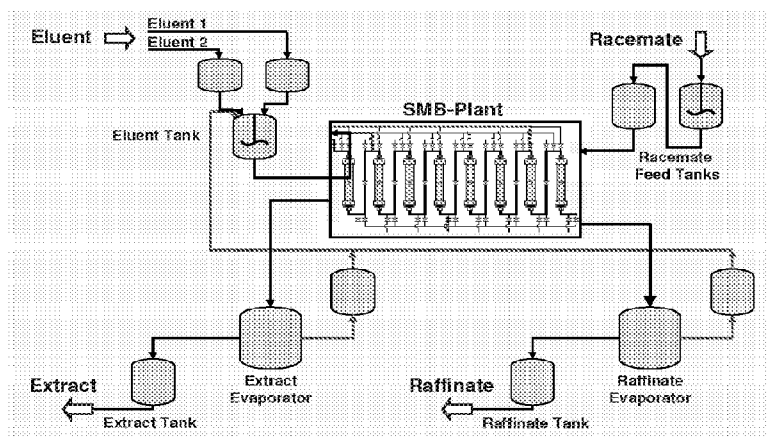 Eluent
Eluent 1
Eluent 2
Racemate
SMB-Plant
Eluent Tank
Racemate
Feed Tanks
Extract
Extract
Evaporator
Extract Tank
Raffinate
Raffinate
Evaporator
Raffinate Tank